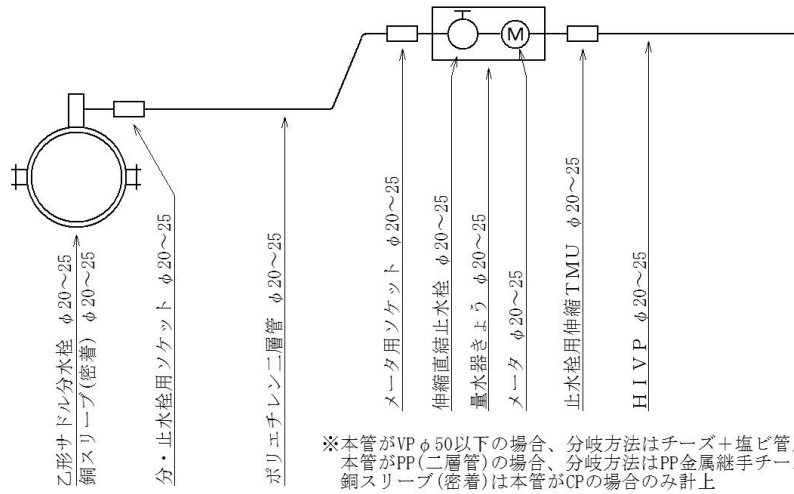 M
乙形サドル分水栓 φ20～25
銅スリーブ(密着) φ20～25
分・止水栓用ソケット φ20～25
ポリエチレン二層管 φ20～25
メータ用ソケット φ20～25
伸縮直結止水栓 φ20～25
量水器きょう φ20～25
メータ φ20～25
止水栓用伸縮TMU φ20～25
HIVP φ20～25
※本管がVPφ50以下の場合、分岐方法はチーズ＋塩ビ管
本管がPP(二層管)の場合、分岐方法はPP金属継手チー
銅スリーブ(密着)は本管がCPの場合のみ計上